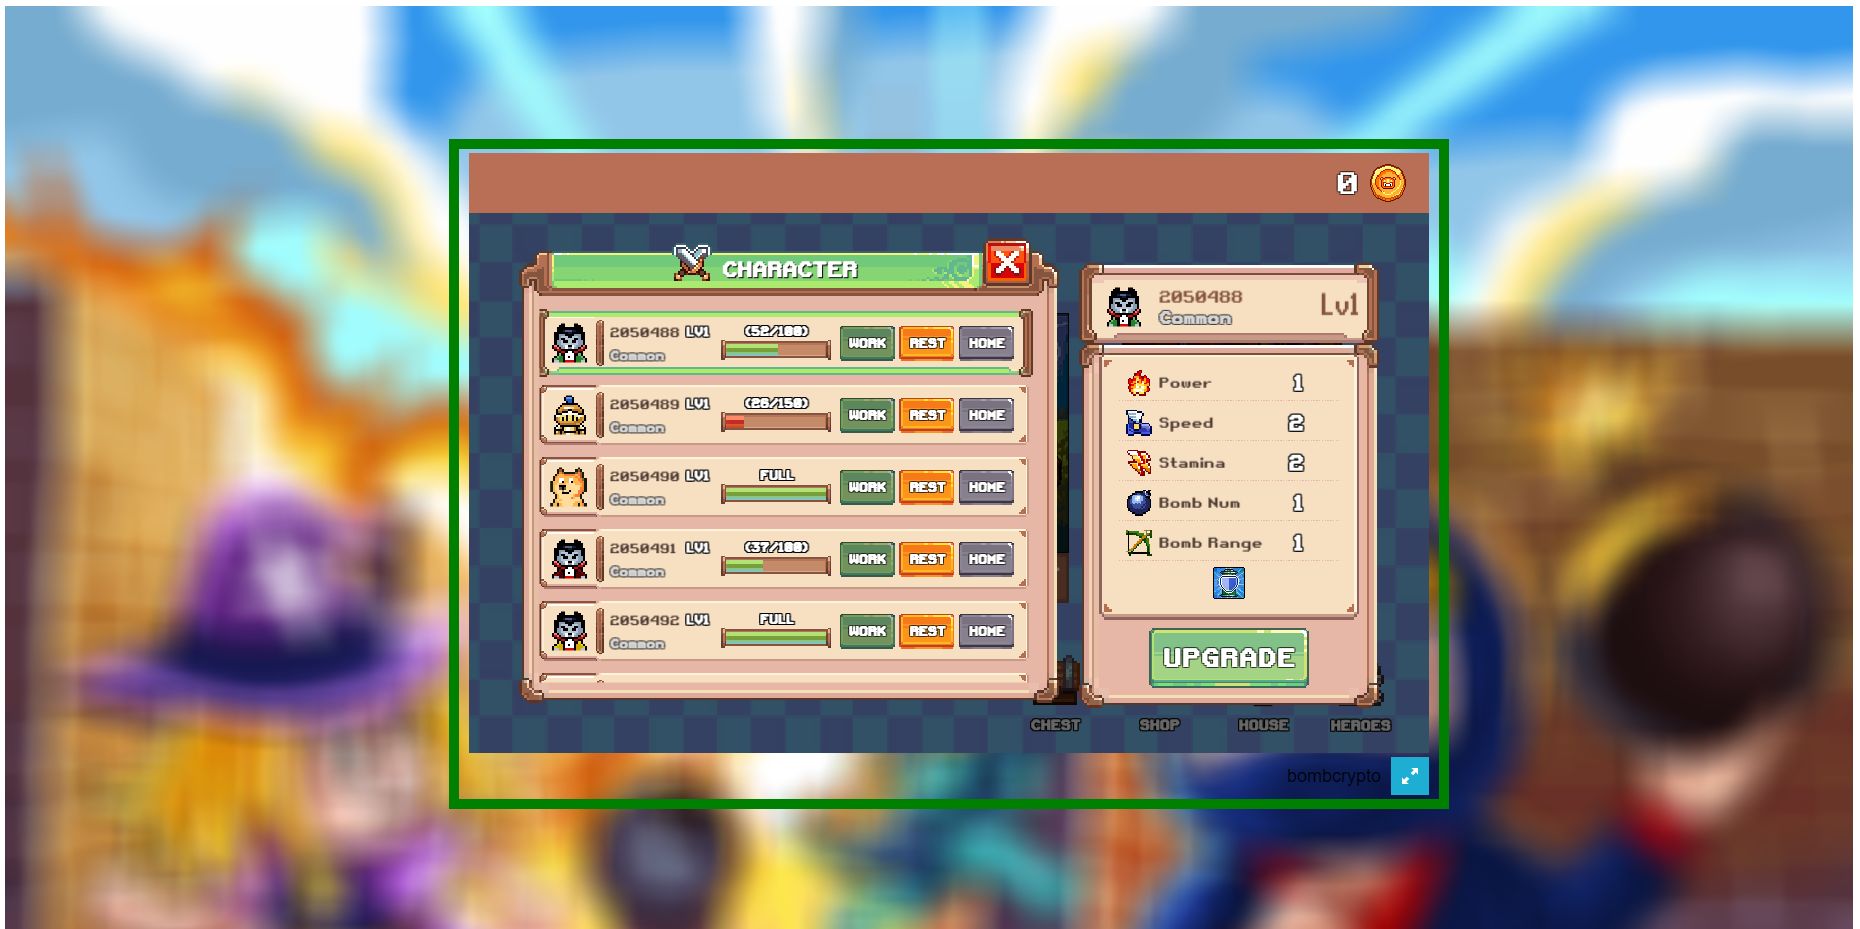 0
CHARACTER
2050488 LV1 (52/100)
Common
WORK REST HOME
2050489 LV1 (26/150)
Common
WORK REST HOME
2050490 LV1 FULL
Common
WORK REST HOME
2050491 LV1 (37/100)
Common
WORK REST HOME
2050492 LV1 FULL
Common
WORK REST HOME
2050488
Common
Lv1
Power 1
Speed 2
Stamina 2
Bomb Num 1
Bomb Range 1
UPGRADE
CHEST SHOP HOUSE HEROES
bombcrypto